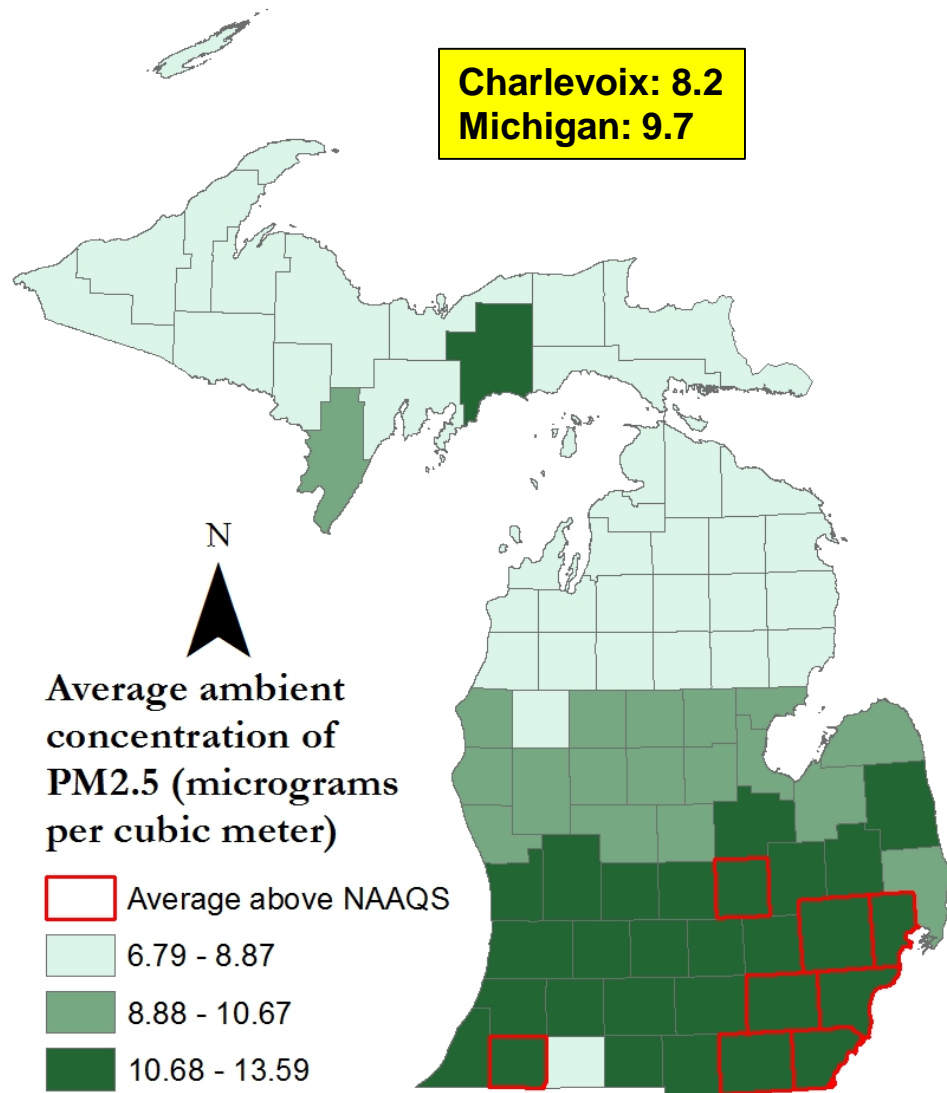 Charlevoix: 8.2
Michigan: 9.7
N
Average ambient
concentration of
PM2.5 (micrograms
per cubic meter)
Average above NAAQS
6.79 - 8.87
8.88 - 10.67
10.68 - 13.59